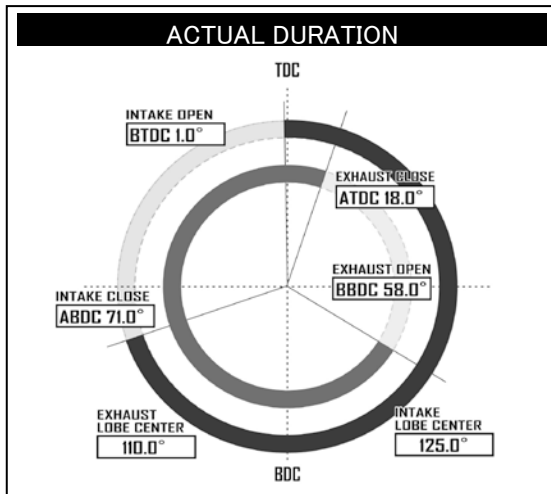 ACTUAL DURATION
TDC
INTAKE OPEN
BTDC 1.0°
EXHAUST CLOSE
ATDC 18.0°
EXHAUST OPEN
BBDC 58.0°
INTAKE CLOSE
ABDC 71.0°
EXHAUST
LOBE CENTER
110.0°
INTAKE
LOBE CENTER
125.0°
BDC